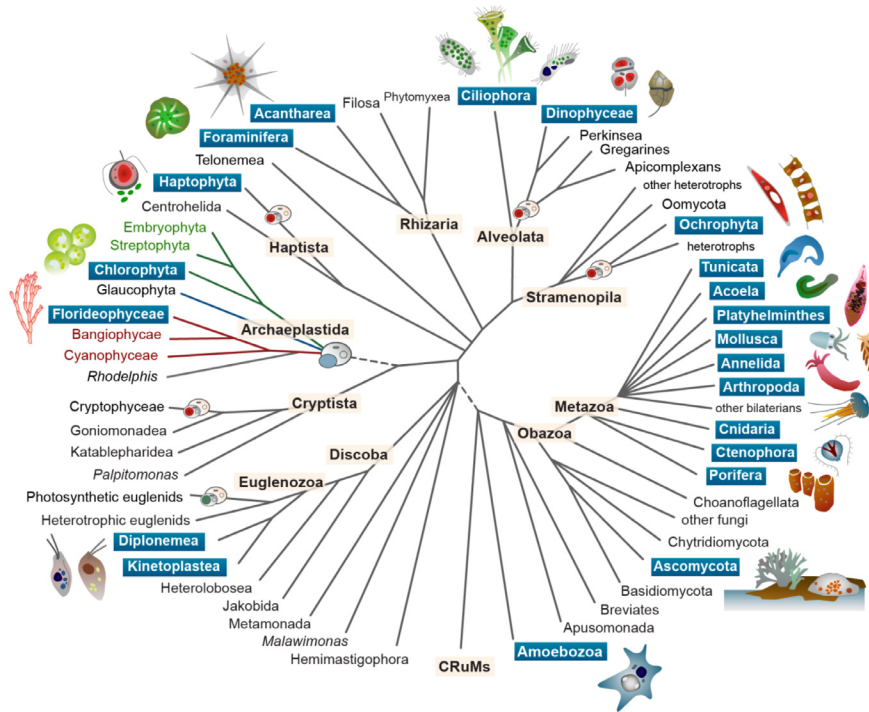 Ciliophora
Phytomyxea
Filosa
Acantharea
Dinophyceae
Foraminifera
Perkinsea
Gregarines
Telonemea
Apicomplexans
Haptophyta
other heterotrophs
Centrohelida
Oomycota
Embryophyta
Ochrophyta
Haptista
Rhizaria
Alveolata
Streptophyta
heterotrophs
Chlorophyta
Tunicata
Glaucophyta
Acoela
Stramenopila
Florideophyceae
Platyhelminthes
Archaeplastida
Bangiophycae
Mollusca
Cyanophyceae
Annelida
Rhodelphis
Arthropoda
Cryptophyceae
Cryptista
Metazoa
other bilaterians
Goniomonadea
Cnidaria
Obazoa
Katablepharidea
Discoba
Ctenophora
Palpitomonas
Euglenozoa
Porifera
Photosynthetic euglenids
Choanoflagellata
Heterotrophic euglenids
other fungi
Diplonemea
Chytridiomycota
Kinetoplastea
Ascomycota
Heterolobosea
Basidiomycota
Jakobida
Breviates
Metamonada
Apusomonada
Malawimonas
Hemimastigophora
Amoebozoa
CRuMs